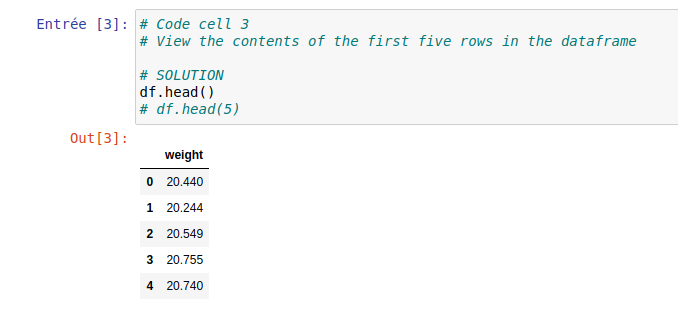 Entrée [3]: # Code cell 3
# View the contents of the first five rows in the dataframe
# SOLUTION
df.head()
# df.head(5)
Out[3]:
weight
0 20.440
1 20.244
2 20.549
3 20.755
4 20.740